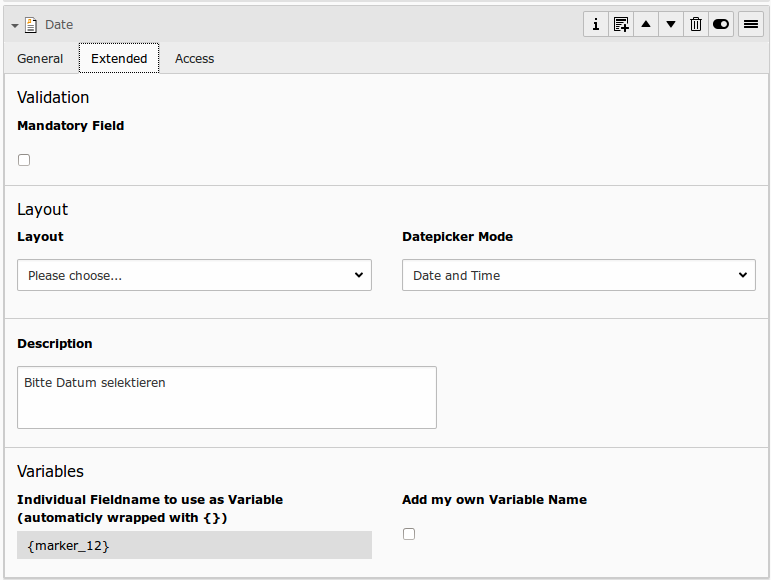 Date
General Extended Access
Validation
Mandatory Field
Layout
Layout Datepicker Mode
Please choose... Date and Time
Description
Bitte Datum selektieren
Variables
Individual Fieldname to use as Variable Add my own Variable Name
(automaticly wrapped with {})
{marker_12}